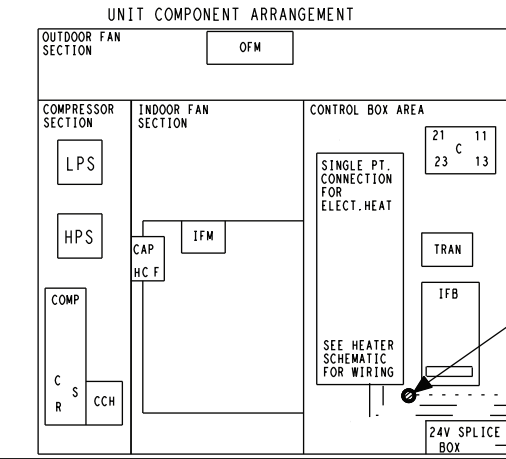 UNIT COMPONENT ARRANGEMENT
OUTDOOR FAN
SECTION
OFM
COMPRESSOR
SECTION
INDOOR FAN
SECTION
CONTROL BOX AREA
LPS
HPS
COMP
C
S
R
CCH
CAP
HC F
IFM
SINGLE PT.
CONNECTION
FOR
ELECT.HEAT
SEE HEATER
SCHEMATIC
FOR WIRING
21 11
C
23 13
TRAN
IFB
24V SPLICE
BOX